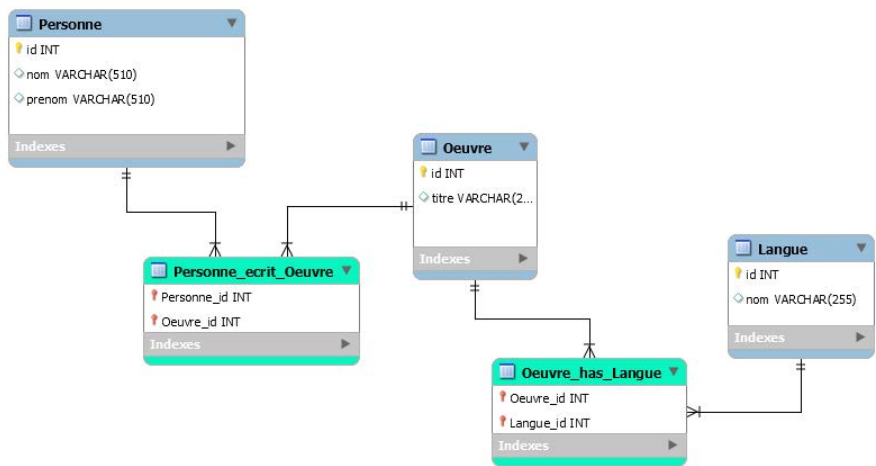 Personne
id INT
nom VARCHAR(510)
prenom VARCHAR(510)
Indexes
Oeuvre
id INT
titre VARCHAR(2...
Indexes
Personne_ecrit_Oeuvre
Personne_id INT
Oeuvre_id INT
Indexes
Langue
id INT
nom VARCHAR(255)
Indexes
Oeuvre_has_Langue
Oeuvre_id INT
Langue_id INT
Indexes